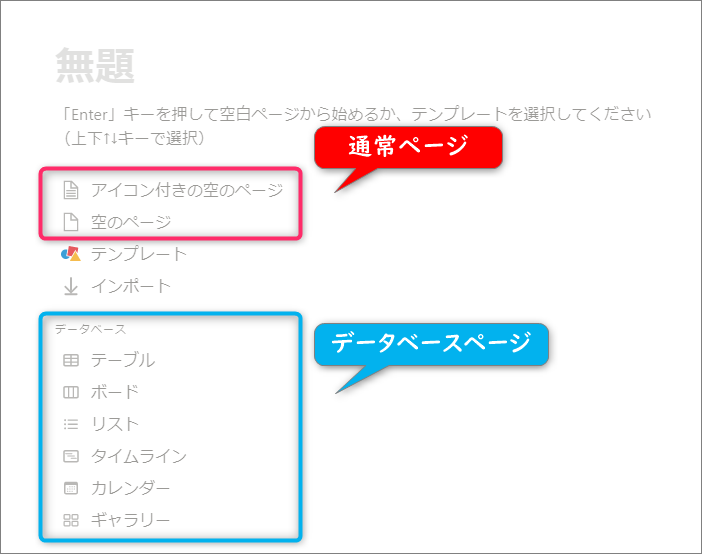 無題
「Enter」キーを押して空白ページから始めるか、テンプレートを選択してください
（上下↑↓キーで選択）
通常ページ
アイコン付きの空のページ
空のページ
テンプレート
インポート
データベース
データベースページ
テーブル
ボード
リスト
タイムライン
カレンダー
ギャラリー